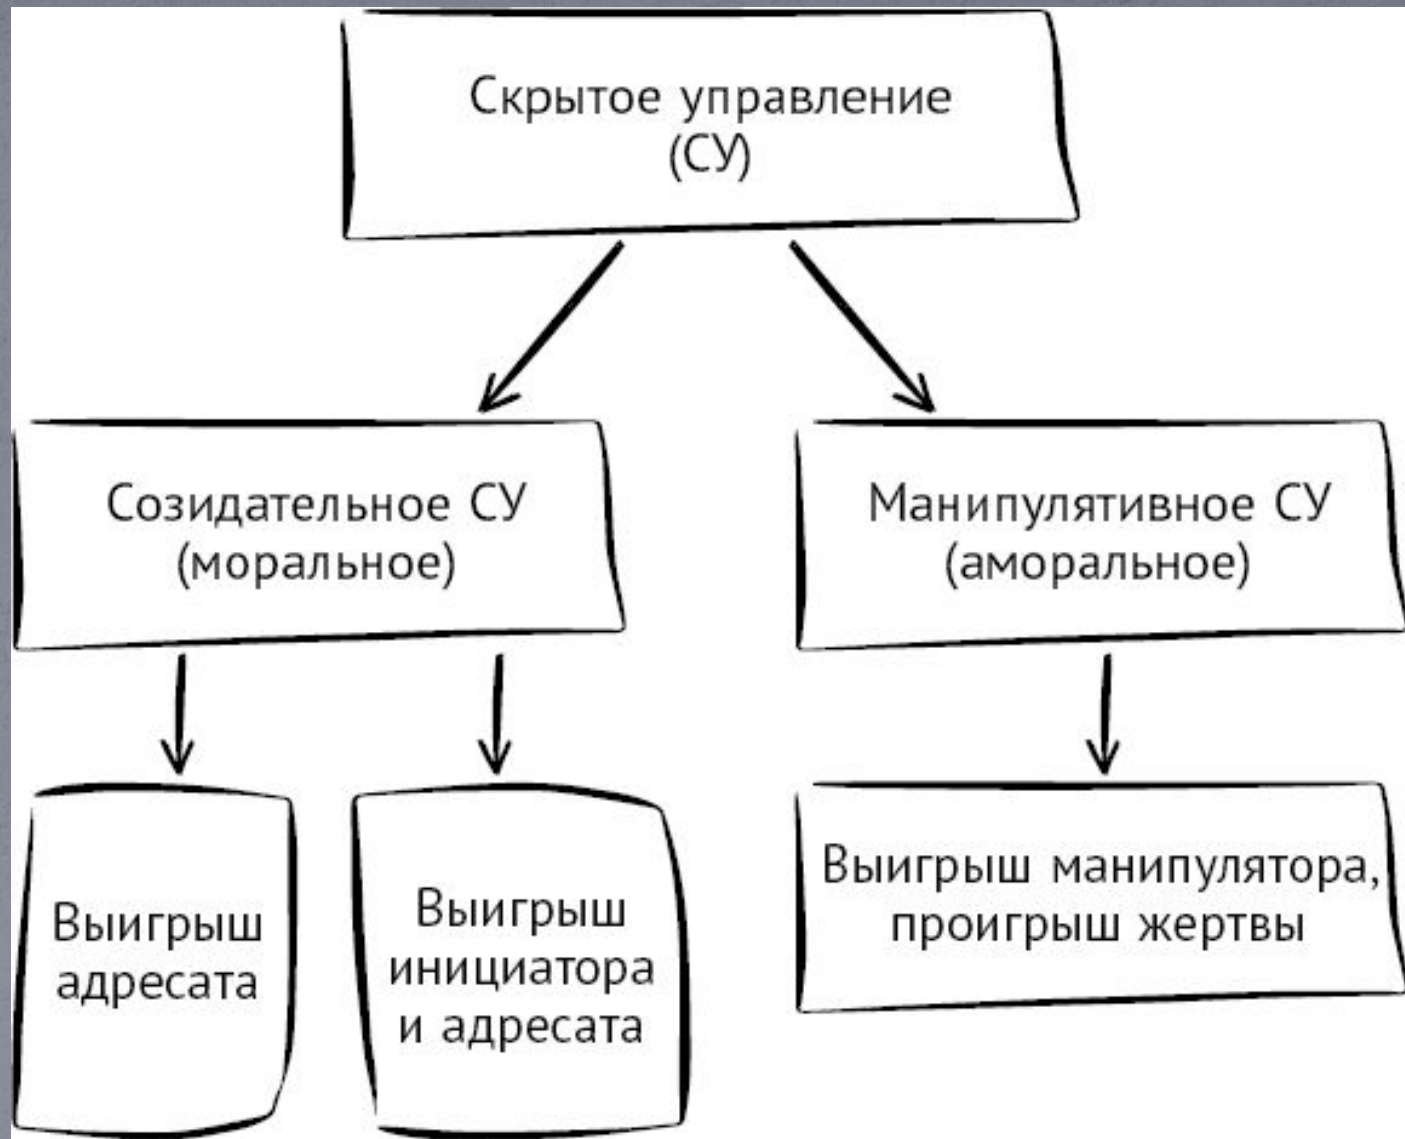 Скрытое управление
(СУ)
Созидательное СУ
(моральное)
Манипулятивное СУ
(аморальное)
Выигрыш
адресата
Выигрыш
инициатора
и адресата
Выигрыш манипулятора,
проигрыш жертвы